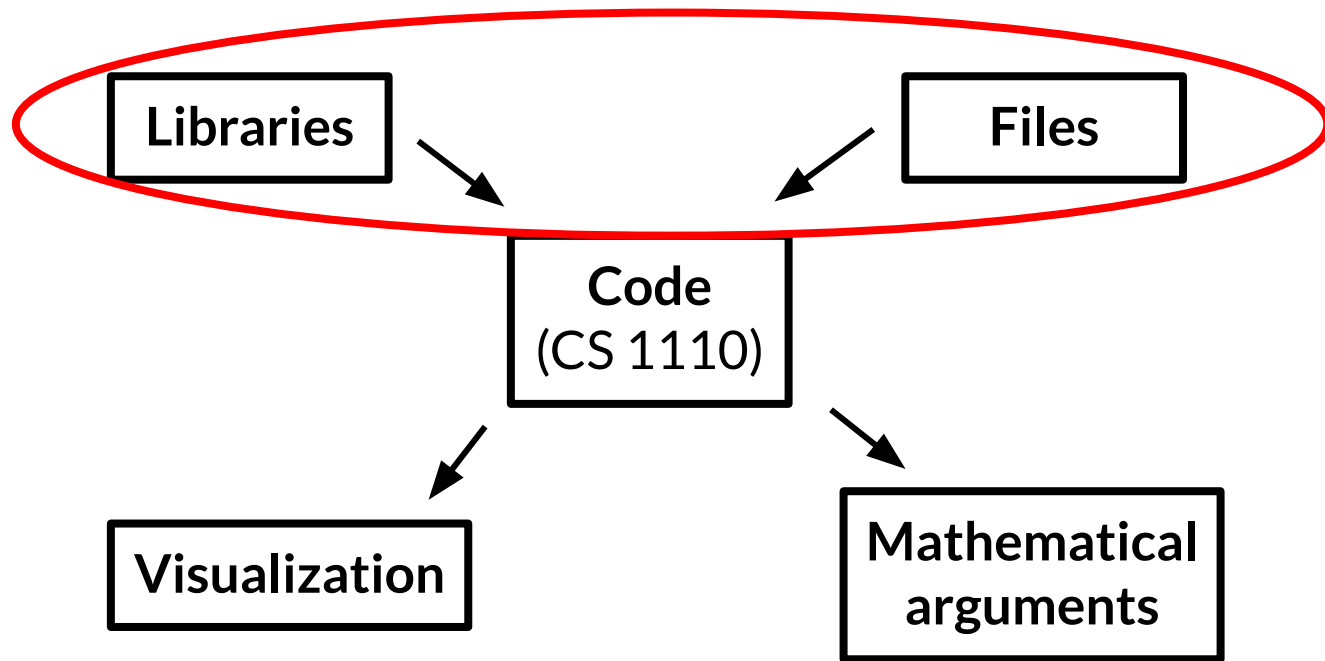 Libraries
Files
Code
(CS 1110)
Visualization
Mathematical
arguments